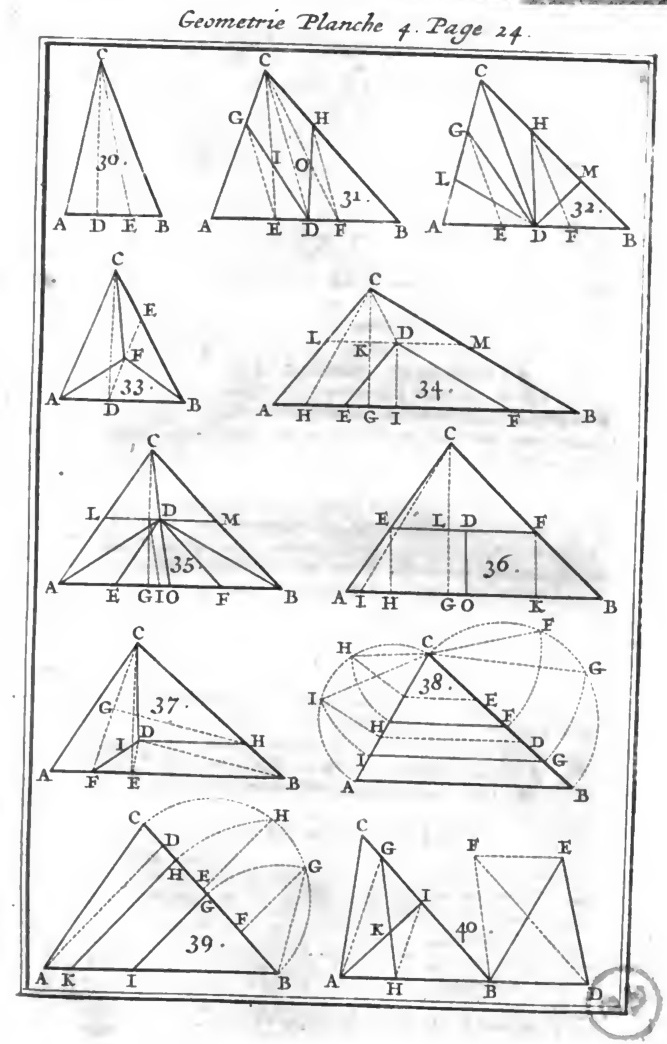 Geometrie Planche 4. Page 24.
C C C
G H G H M
30. I O 31. L 32.
A D E B A E D F B A E D F B
C C
E L K D M
F
33. 34.
A D B A H E G I F B
C C
L D M E L D F
35. 36.
A E G I O F B A I H G O K B
C H C F
G 37. I 38. G
I D H H E F
I D G
A F E B A B
C D H C F E
H E G G I
G F K
39. 40.
A K I B A H B D